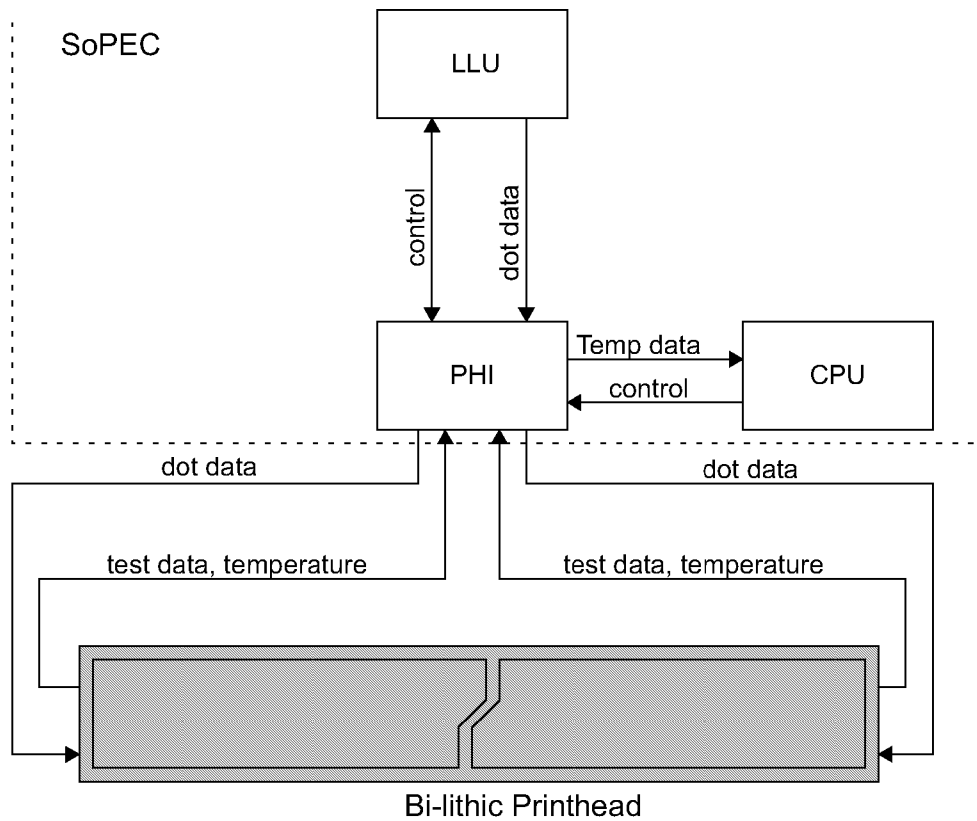 SoPEC
LLU
control
dot data
PHI
Temp data
control
CPU
dot data
dot data
test data, temperature
test data, temperature
Bi-lithic Printhead